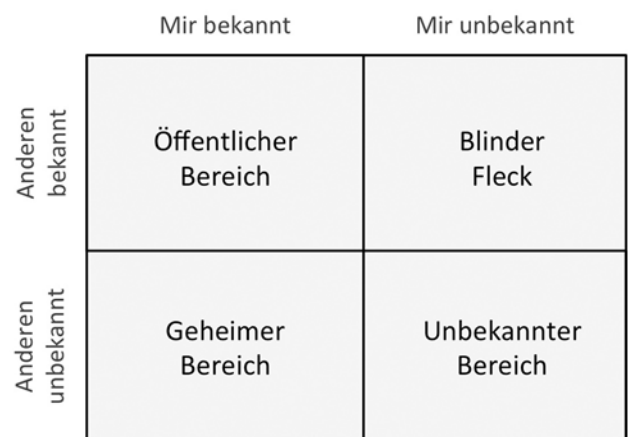 Mir bekannt
Mir unbekannt
Anderen
bekannt
Öffentlicher
Bereich
Blinder
Fleck
Anderen
unbekannt
Geheimer
Bereich
Unbekannter
Bereich